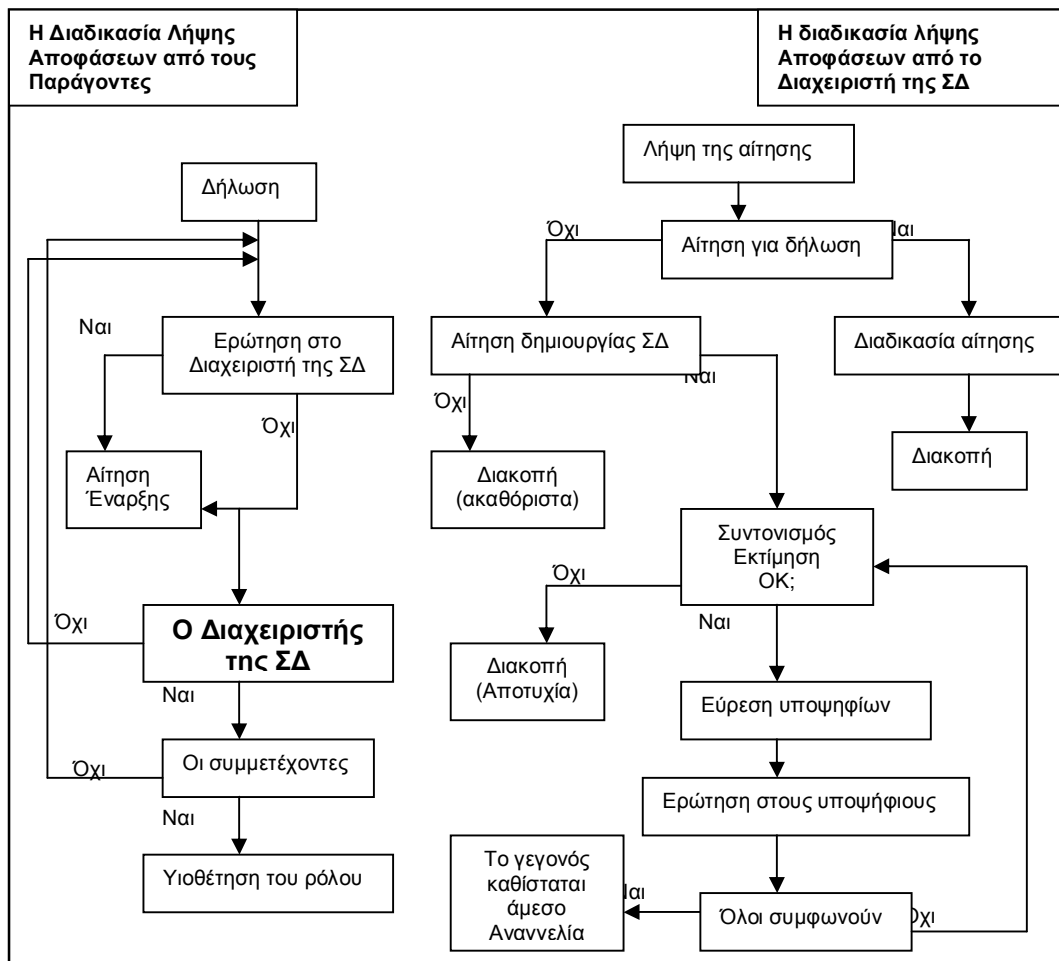 Η Διαδικασία Λήψης
Αποφάσεων από τους
Παράγοντες
Η διαδικασία λήψης
Αποφάσεων από το
Διαχειριστή της ΣΔ
Δήλωση
Ναι
Ερώτηση στο
Διαχειριστή της ΣΔ
Όχι
Αίτηση
Έναρξης
Όχι
Ο Διαχειριστής
της ΣΔ
Ναι
Όχι
Οι συμμετέχοντες
Ναι
Υιοθέτηση του ρόλου
Λήψη της αίτησης
Όχι
Αίτηση για δήλωση
Ναι
Αίτηση δημιουργίας ΣΔ
Ναι
Διαδικασία αίτησης
Όχι
Διακοπή
(ακαθόριστα)
Διακοπή
Συντονισμός
Εκτίμηση
ΟΚ;
Όχι
Ναι
Διακοπή
(Αποτυχία)
Εύρεση υποψηφίων
Ερώτηση στους υποψήφιους
Το γεγονός
καθίσταται
άμεσο
Αναννελία
Ναι
Όλοι συμφωνούν
Όχι